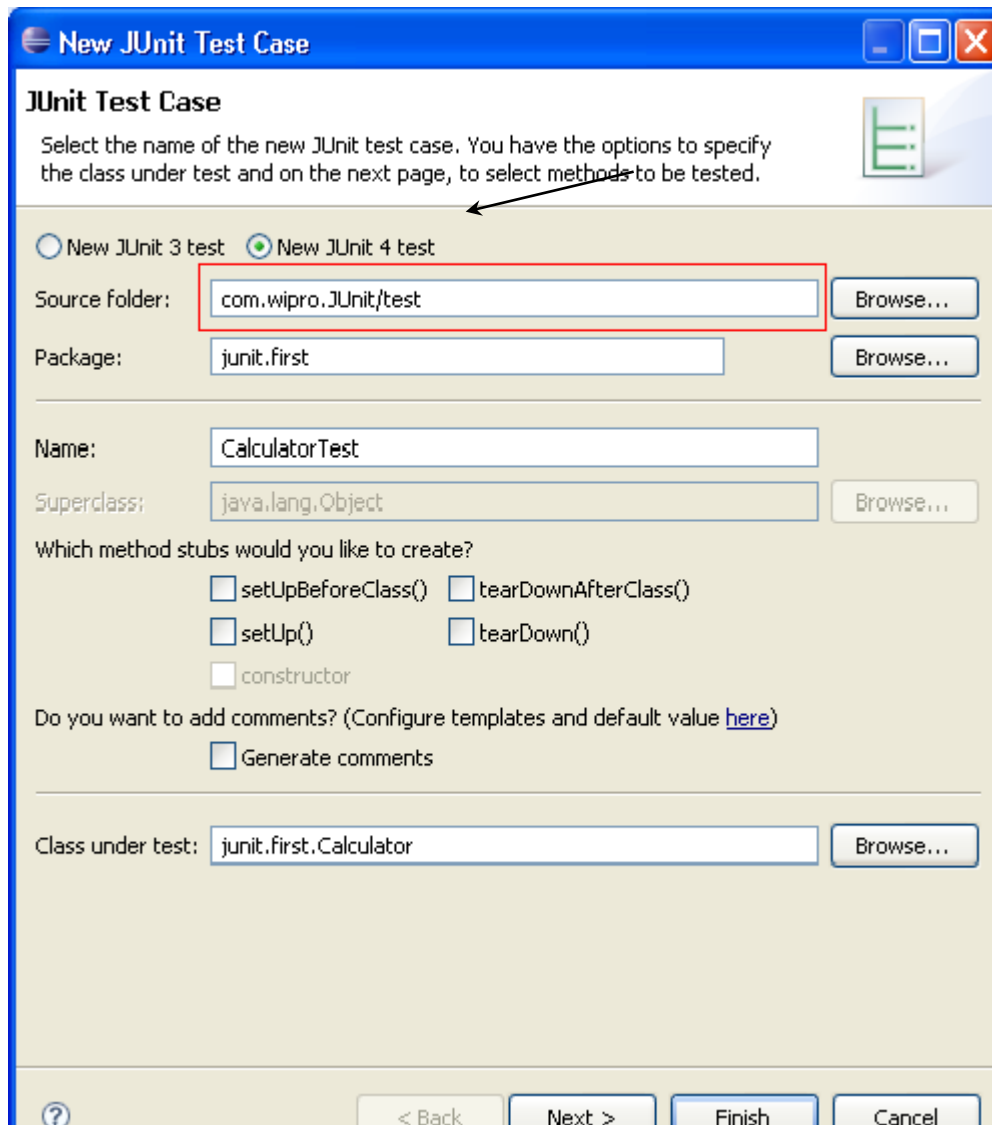 New JUnit Test Case
JUnit Test Case
Select the name of the new JUnit test case. You have the options to specify
the class under test and on the next page, to select methods to be tested.
New JUnit 3 test New JUnit 4 test
Source folder: com.wipro.JUnit/test Browse...
Package: junit.first Browse...
Name: CalculatorTest
Superclass: java.lang.Object Browse...
Which method stubs would you like to create?
setUpBeforeClass() tearDownAfterClass()
setUp() tearDown()
constructor
Do you want to add comments? (Configure templates and default value here)
Generate comments
Class under test: junit.first.Calculator Browse...
? < Back Next > Finish Cancel